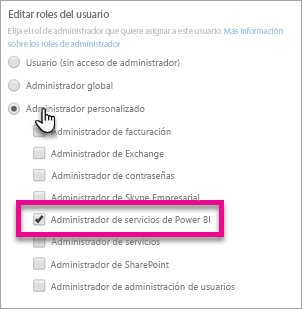 Editar roles del usuario
Elija el rol de administrador que quiere asignar a este usuario. Más información
sobre los roles de administrador
Usuario (sin acceso de administrador)
Administrador global
Administrador personalizado
Administrador de facturación
Administrador de Exchange
Administrador de contraseñas
Administrador de Skype Empresarial
Administrador de servicios de Power BI
Administrador de servicios
Administrador de SharePoint
Administrador de administración de usuarios